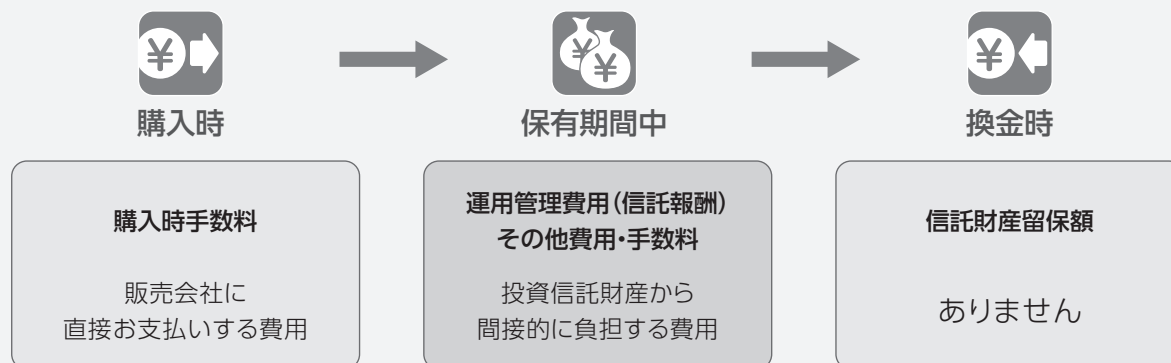 ¥
¥
¥
¥
購入時
保有期間中
換金時
購入時手数料
販売会社に
直接お支払いする費用
運用管理費用(信託報酬)
その他費用・手数料
投資信託財産から
間接的に負担する費用
信託財産留保額
ありません